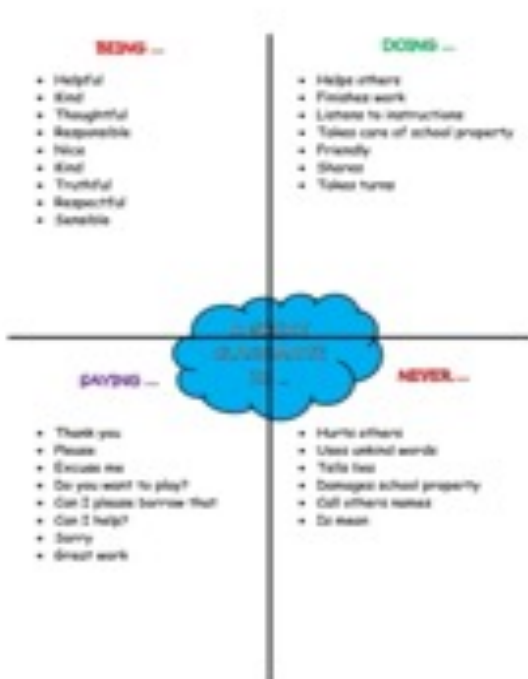 BEING ...
Helpful
Kind
Thoughtful
Responsible
Nice
Kind
Truthful
Respectful
Sensible
DOING ...
Helps others
Finishes work
Listens to instructions
Takes care of school property
Friendly
Shares
Takes turns
CLASSMATE
IS ...
SAYING ...
Thank you
Please
Excuse me
Do you want to play?
Can I please borrow that
Can I help?
Sorry
Great work
NEVER ...
Hurts others
Uses unkind words
Tells lies
Damages school property
Call others names
Is mean